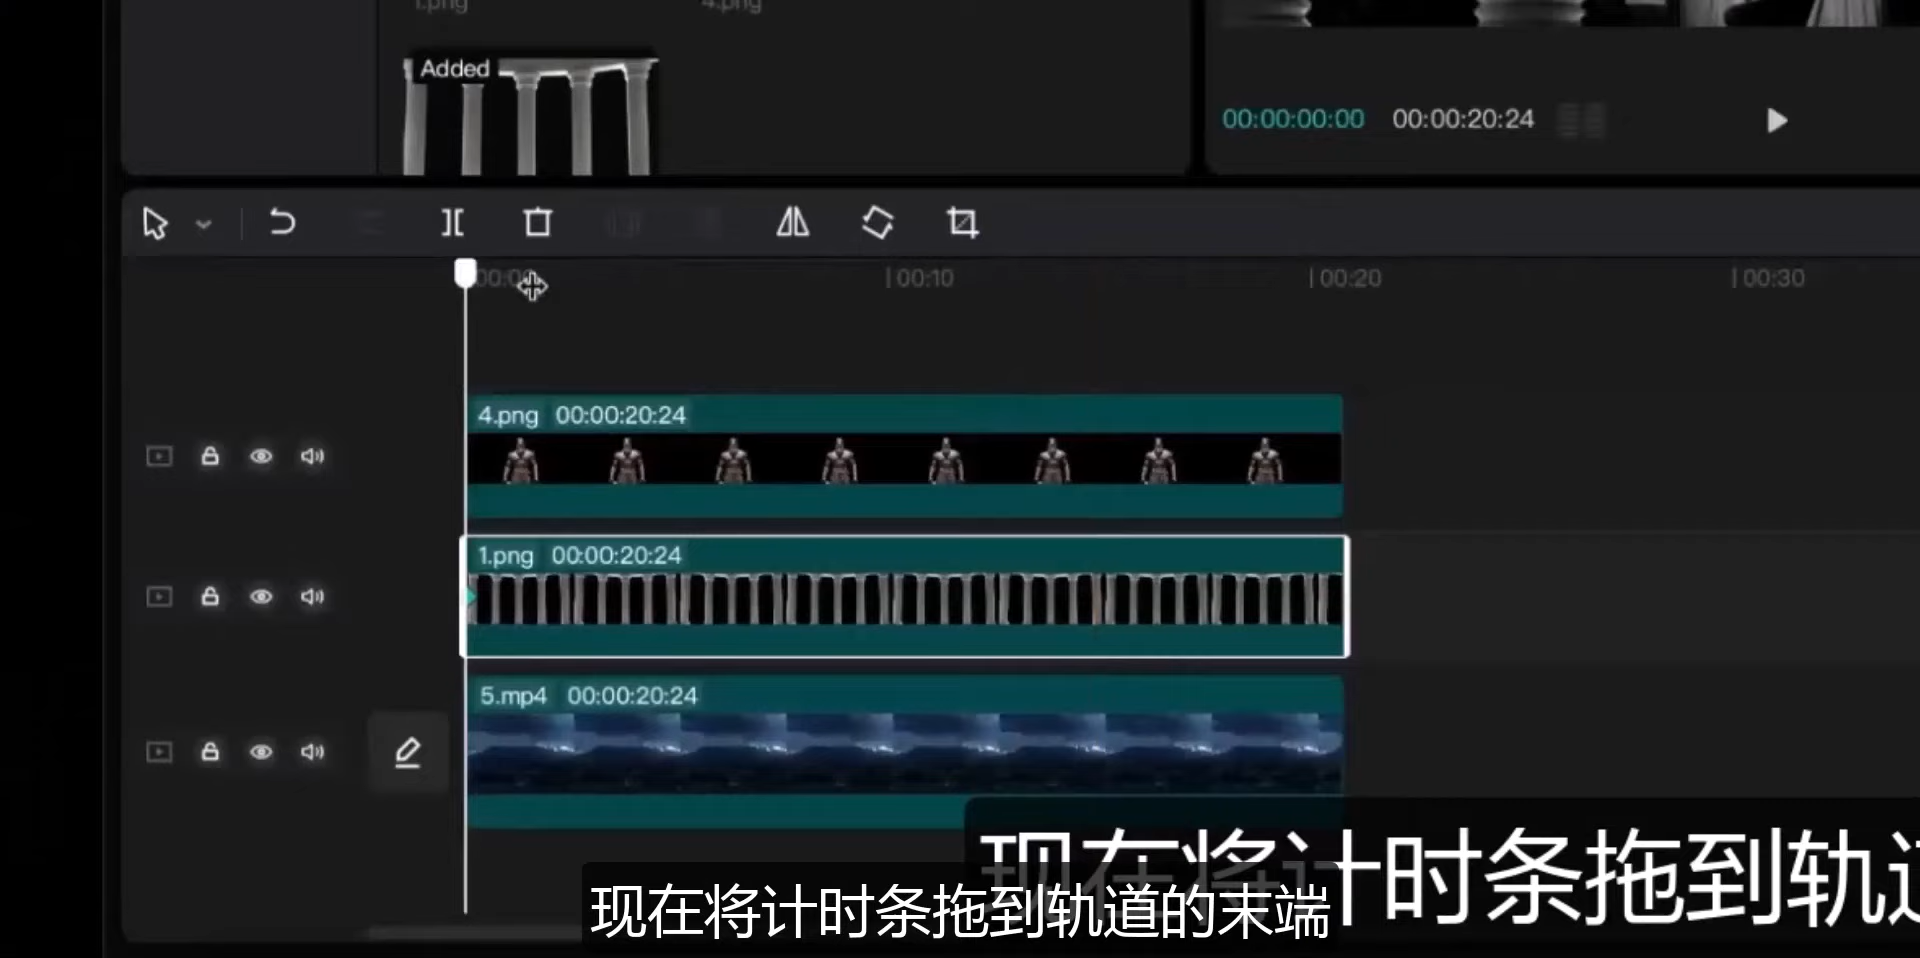 1.png
4.png
Added
00:00:00:00
00:00:20:24
00:10
00:20
00:30
4.png 00:00:20:24
1.png 00:00:20:24
5.mp4 00:00:20:24
现在将计时条拖到轨道
现在将计时条拖到轨道的末端